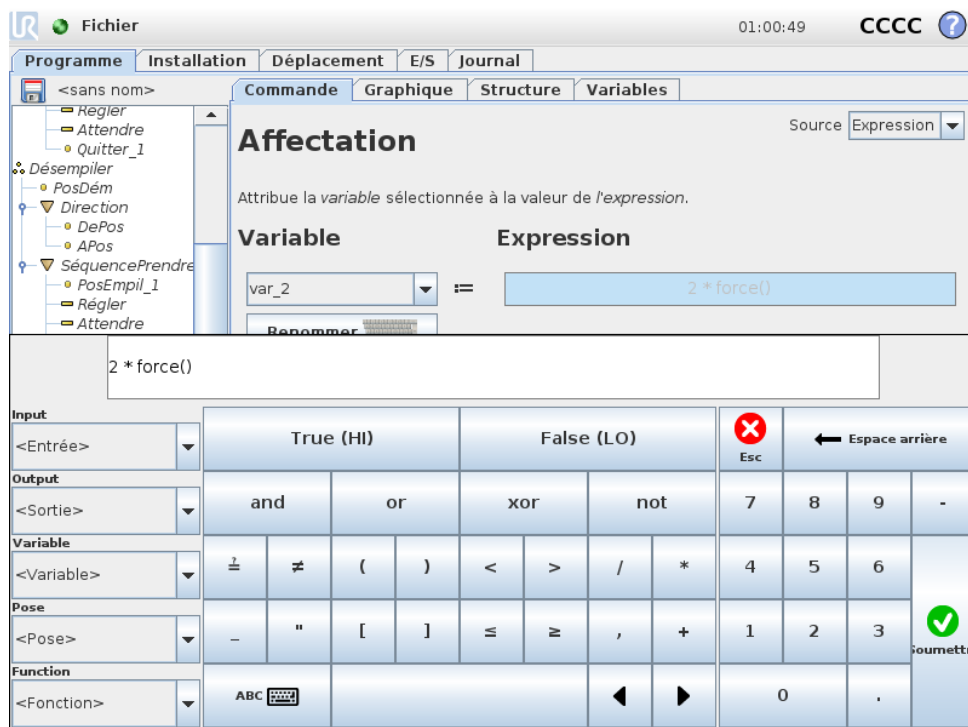 UR Fichier 01:00:49 CCCC ?
Programme Installation Déplacement E/S Journal
<sans nom> Commande Graphique Structure Variables
Régler
Attendre
Quitter_1
Désempiler
PosDém
Direction
DePos
APos
SéquencePrendre
PosEmpil_1
Régler
Attendre
Affectation
Source Expression
Attribue la variable sélectionnée à la valeur de l'expression.
Variable Expression
var_2 := 2 * force()
Renommer
2 * force()
Input
<Entrée>
Output
<Sortie>
Variable
<Variable>
Pose
<Pose>
Function
<Fonction>
True (HI) False (LO) Esc Espace arrière
and or xor not 7 8 9 -
≟ ≠ ( ) < > / * 4 5 6
_ " [ ] ≤ ≥ , + 1 2 3 Soumettre
ABC 0 .